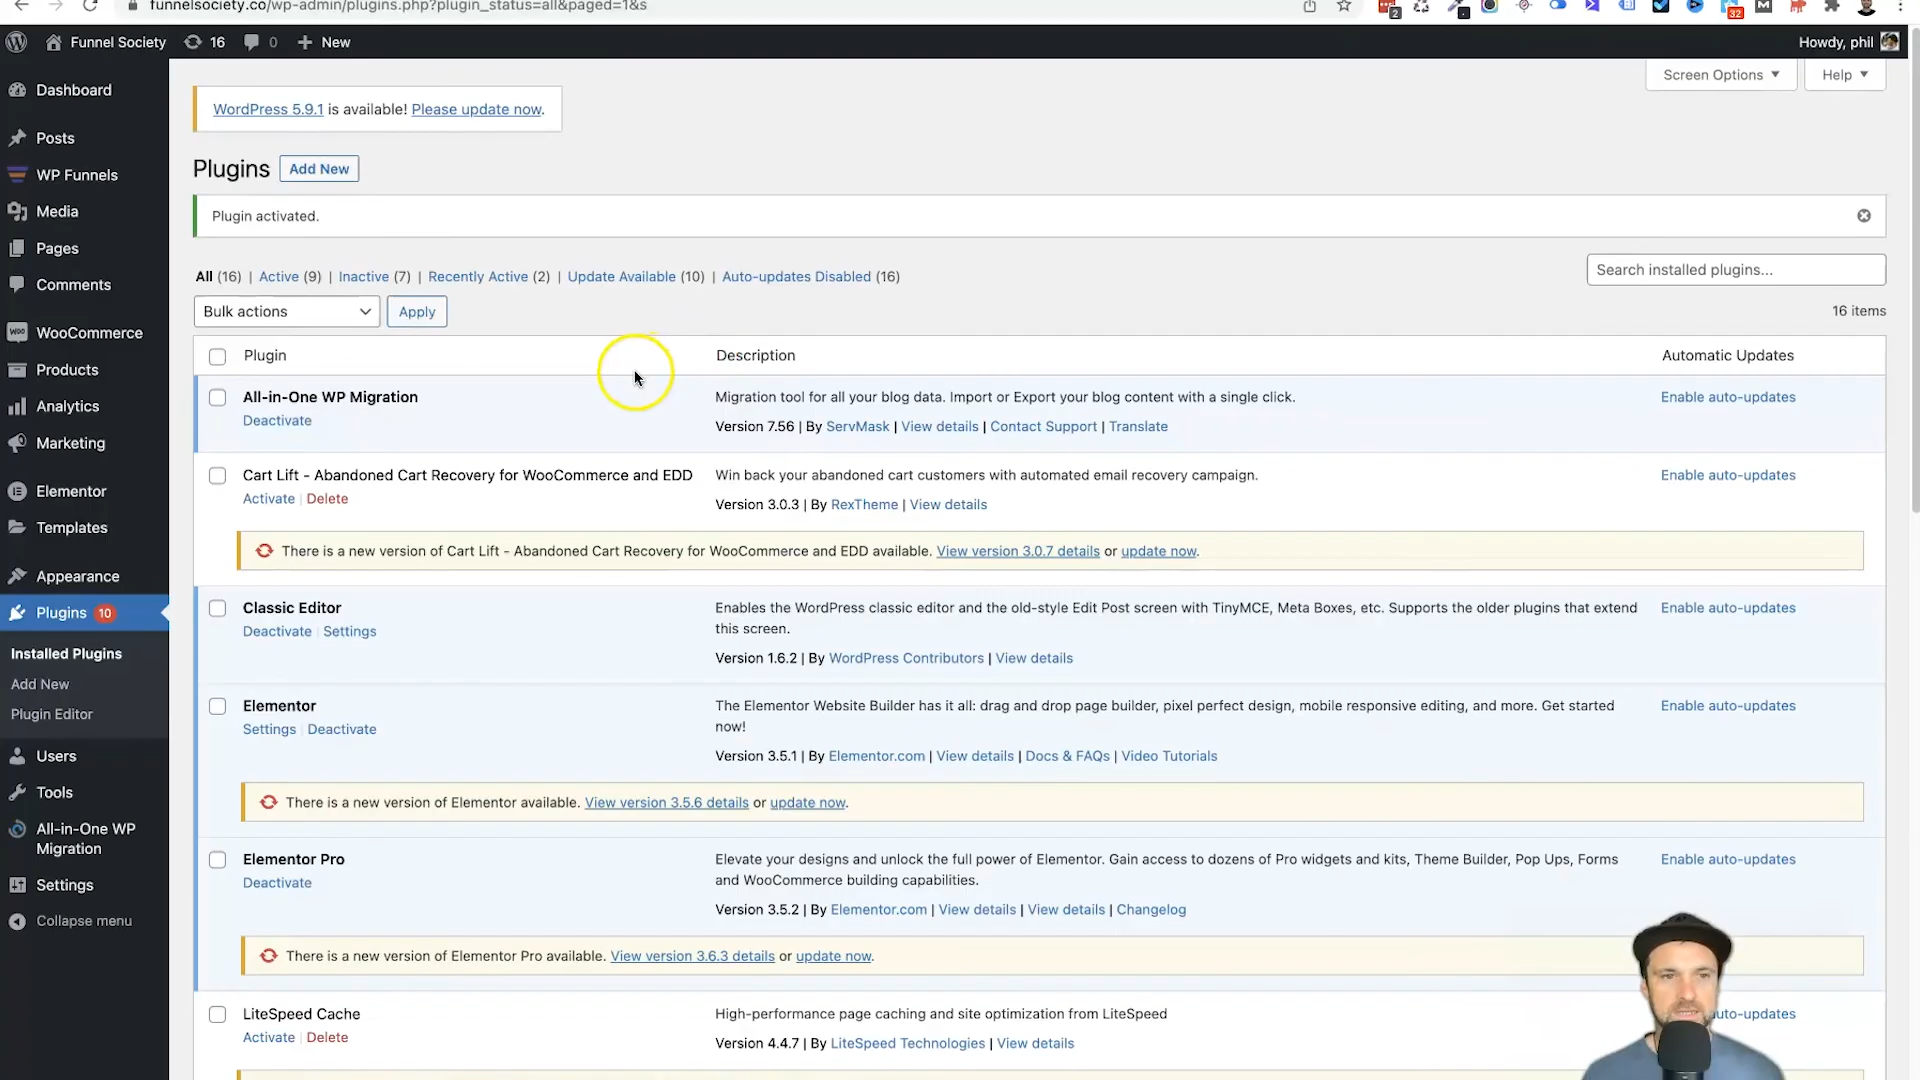 funnelsociety.co/wp-admin/plugins.php?plugin_status=all&paged=1&s
2
32
Funnel Society 16 0 New
Howdy, phil
Screen Options Help
Dashboard
Posts
WP Funnels
Media
Pages
Comments
WooCommerce
Products
Analytics
Marketing
Elementor
Templates
Appearance
Plugins 10
Installed Plugins
Add New
Plugin Editor
Users
Tools
All-in-One WP
Migration
Settings
Collapse menu
WordPress 5.9.1 is available! Please update now.
Plugins Add New
Plugin activated.
All (16) | Active (9) | Inactive (7) | Recently Active (2) | Update Available (10) | Auto-updates Disabled (16)
Search installed plugins...
Bulk actions Apply
16 items
Plugin Description Automatic Updates
All-in-One WP Migration
Deactivate
Migration tool for all your blog data. Import or Export your blog content with a single click.
Version 7.56 | By ServMask | View details | Contact Support | Translate
Enable auto-updates
Cart Lift - Abandoned Cart Recovery for WooCommerce and EDD
Activate | Delete
Win back your abandoned cart customers with automated email recovery campaign.
Version 3.0.3 | By RexTheme | View details
Enable auto-updates
There is a new version of Cart Lift - Abandoned Cart Recovery for WooCommerce and EDD available. View version 3.0.7 details or update now.
Classic Editor
Deactivate | Settings
Enables the WordPress classic editor and the old-style Edit Post screen with TinyMCE, Meta Boxes, etc. Supports the older plugins that extend
this screen.
Version 1.6.2 | By WordPress Contributors | View details
Enable auto-updates
Elementor
Settings | Deactivate
The Elementor Website Builder has it all: drag and drop page builder, pixel perfect design, mobile responsive editing, and more. Get started
now!
Version 3.5.1 | By Elementor.com | View details | Docs & FAQs | Video Tutorials
Enable auto-updates
There is a new version of Elementor available. View version 3.5.6 details or update now.
Elementor Pro
Deactivate
Elevate your designs and unlock the full power of Elementor. Gain access to dozens of Pro widgets and kits, Theme Builder, Pop Ups, Forms
and WooCommerce building capabilities.
Version 3.5.2 | By Elementor.com | View details | View details | Changelog
Enable auto-updates
There is a new version of Elementor Pro available. View version 3.6.3 details or update now.
LiteSpeed Cache
Activate | Delete
High-performance page caching and site optimization from LiteSpeed
Version 4.4.7 | By LiteSpeed Technologies | View details
auto-updates